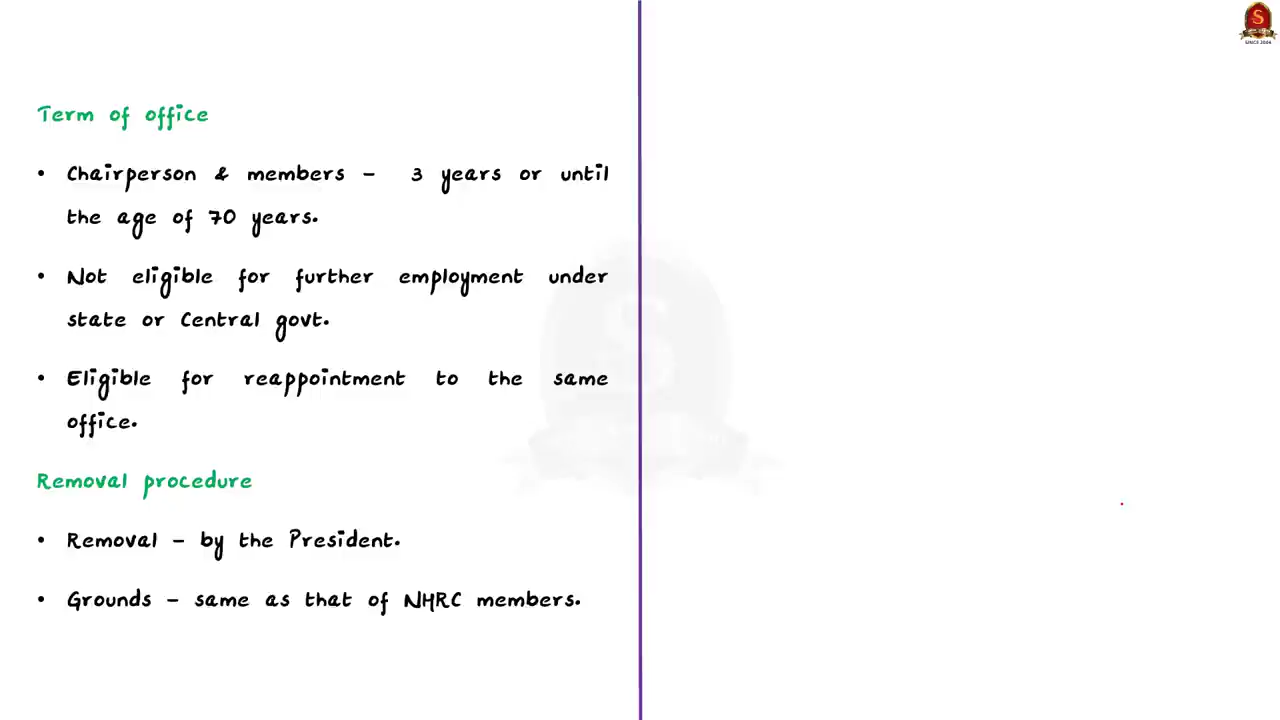 S
SINCE 2004
Term of office
• Chairperson & members - 3 years or until
the age of 70 years.
• Not eligible for further employment under
state or Central govt.
• Eligible for reappointment to the same
office.
Removal procedure
• Removal - by the President.
• Grounds - same as that of NHRC members.